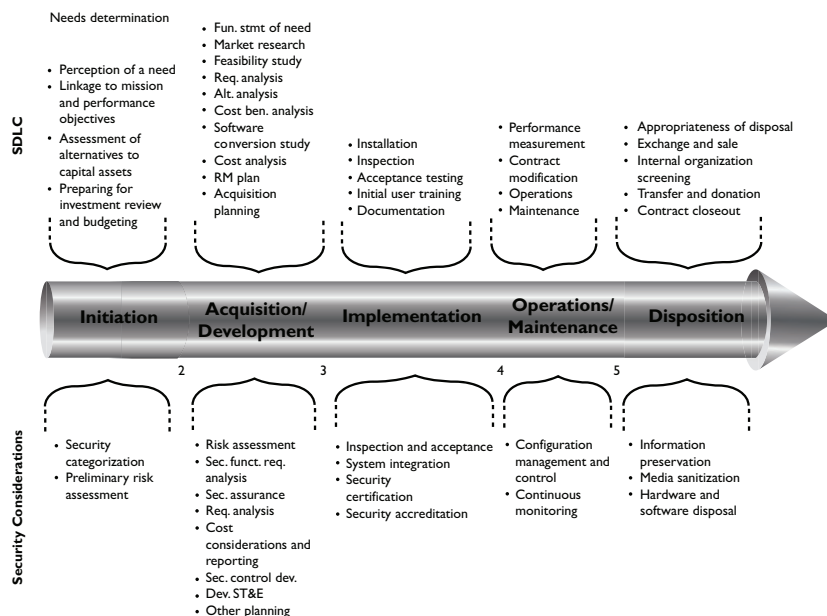 SDLC
Needs determination
• Perception of a need
• Linkage to mission
and performance
objectives
• Assessment of
alternatives to
capital assets
• Preparing for
investment review
and budgeting
• Fun. stmt of need
• Market research
• Feasibility study
• Req. analysis
• Alt. analysis
• Cost ben. analysis
• Software
conversion study
• Cost analysis
• RM plan
• Acquisition
planning
• Installation
• Inspection
• Acceptance testing
• Initial user training
• Documentation
• Performance
measurement
• Contract
modification
• Operations
• Maintenance
• Appropriateness of disposal
• Exchange and sale
• Internal organization
screening
• Transfer and donation
• Contract closeout
Initiation
Acquisition/
Development
Implementation
Operations/
Maintenance
Disposition
2
3
4
5
Security Considerations
• Security
categorization
• Preliminary risk
assessment
• Risk assessment
• Sec. funct. req.
analysis
• Sec. assurance
• Req. analysis
• Cost
considerations and
reporting
• Sec. control dev.
• Dev. ST&E
• Other planning
• Inspection and acceptance
• System integration
• Security
certification
• Security accreditation
• Configuration
management and
control
• Continuous
monitoring
• Information
preservation
• Media sanitization
• Hardware and
software disposal